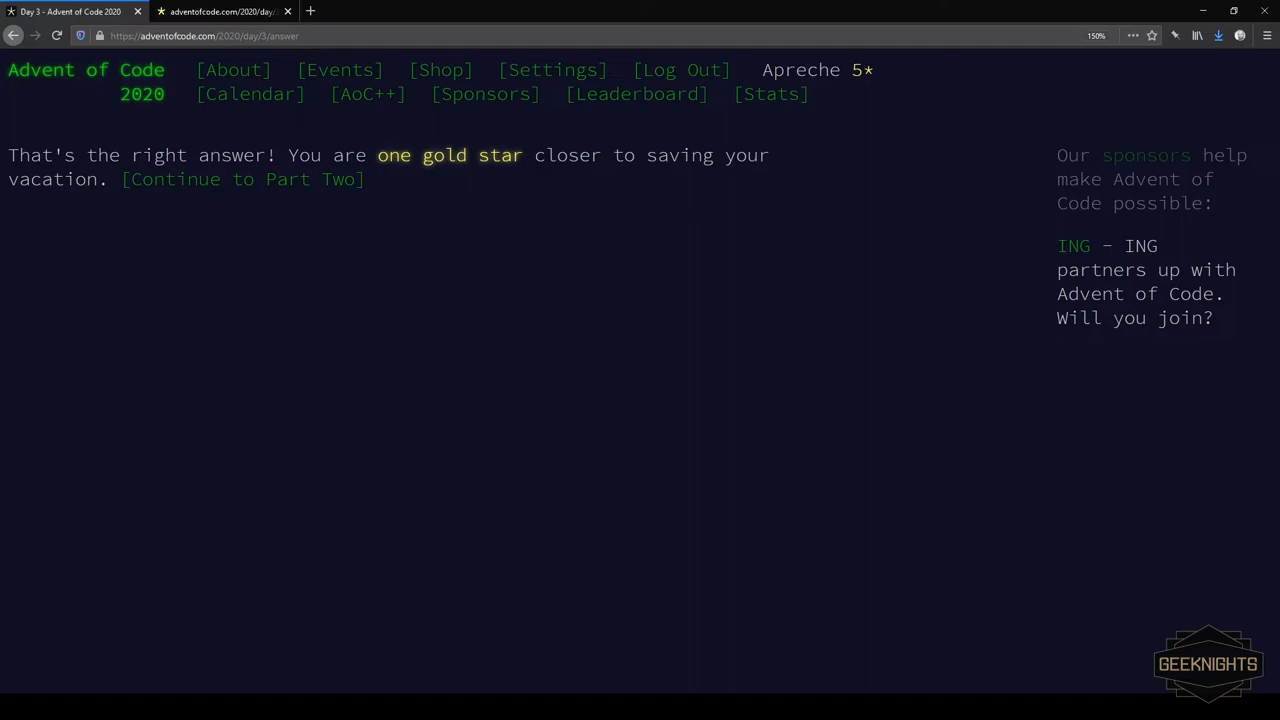 Day 3 - Advent of Code 2020
adventofcode.com/2020/day/
https://adventofcode.com/2020/day/3/answer
150%
Advent of Code [About] [Events] [Shop] [Settings] [Log Out] Apreche 5*
2020 [Calendar] [AoC++] [Sponsors] [Leaderboard] [Stats]
That's the right answer! You are one gold star closer to saving your
vacation. [Continue to Part Two]
Our sponsors help
make Advent of
Code possible:
ING - ING
partners up with
Advent of Code.
Will you join?
GEEKNIGHTS